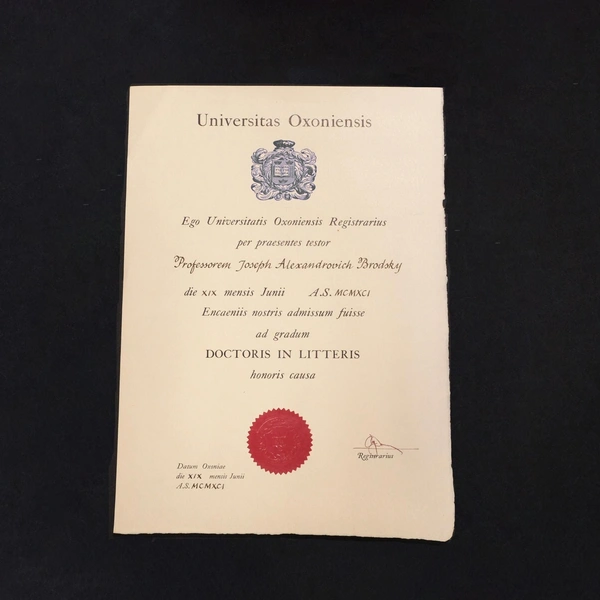 Universitas Oxoniensis
Ego Universitatis Oxoniensis Registrarius
per praesentes testor
Professorem Joseph Alexandrovich Brodsky
die XIX mensis Junii A.S. MCMXCI
Encaeniis nostris admissum fuisse
ad gradum
DOCTORIS IN LITTERIS
honoris causa
Registrarius
Datum Oxoniae
die XIX mensis Junii
A.S. MCMXCI